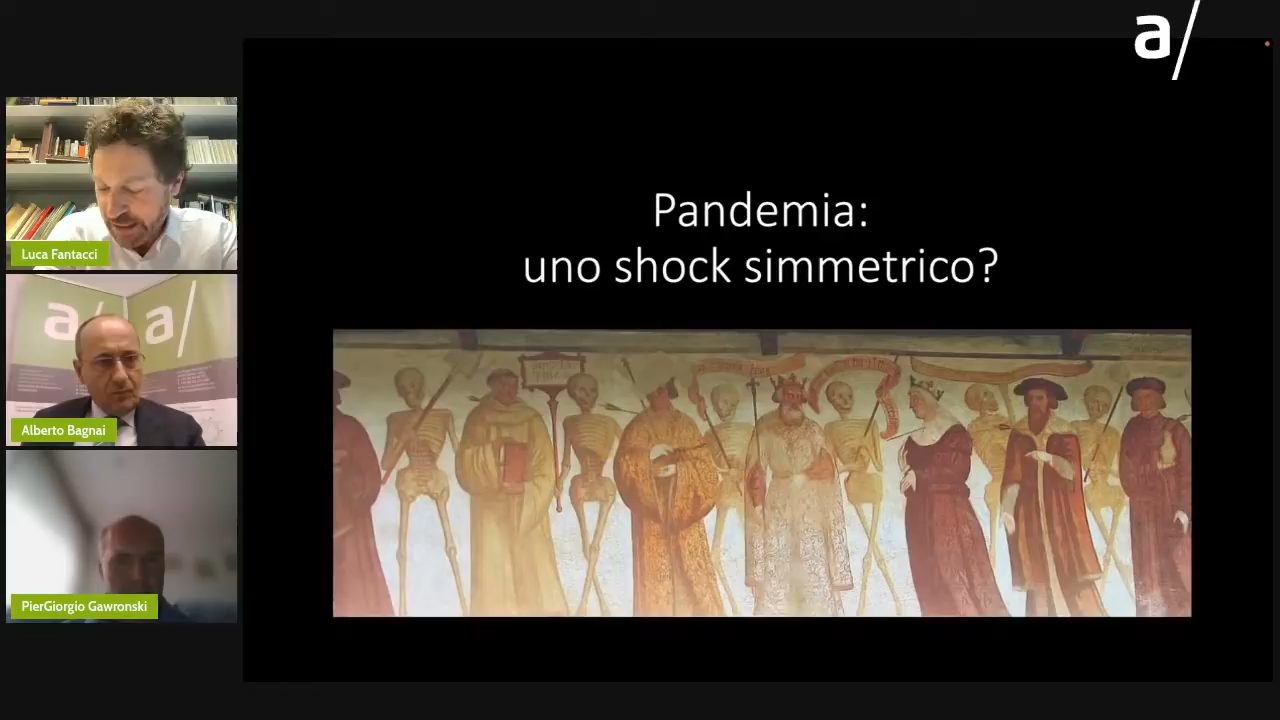 a/
Pandemia:
uno shock simmetrico?
Luca Fantacci
a/ a/
Alberto Bagnai
PierGiorgio Gawronski